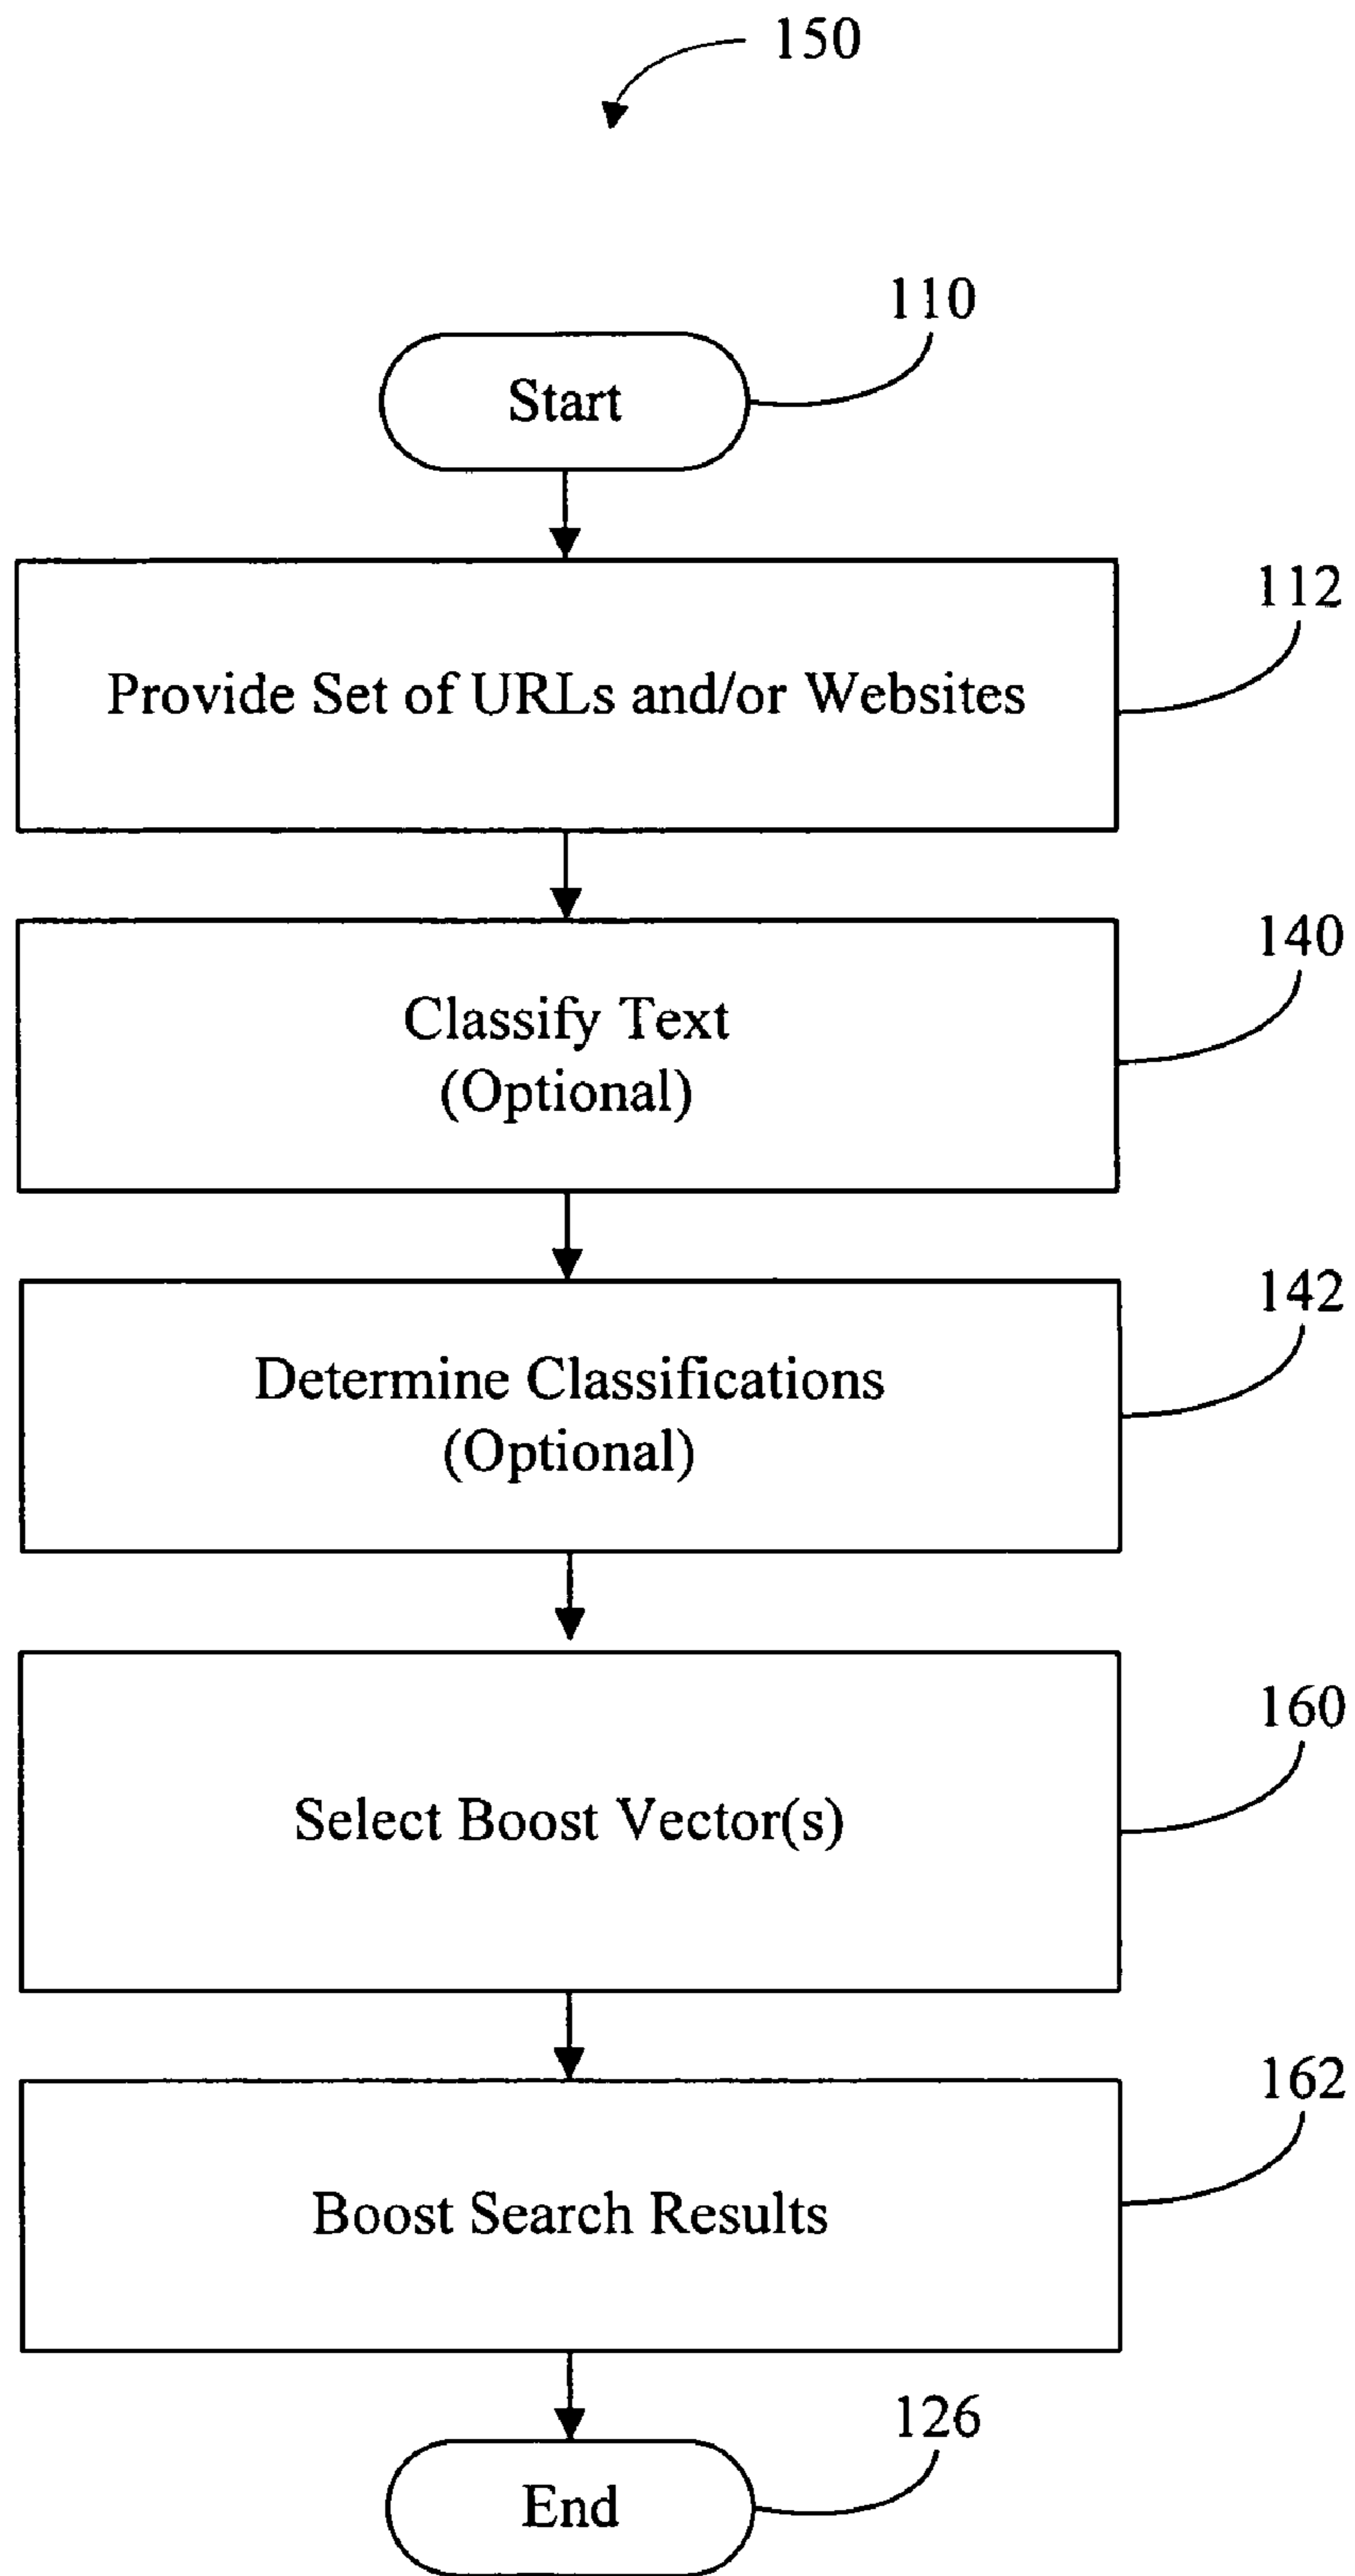 150
110
Start
112
Provide Set of URLs and/or Websites
140
Classify Text
(Optional)
142
Determine Classifications
(Optional)
160
Select Boost Vector(s)
162
Boost Search Results
126
End